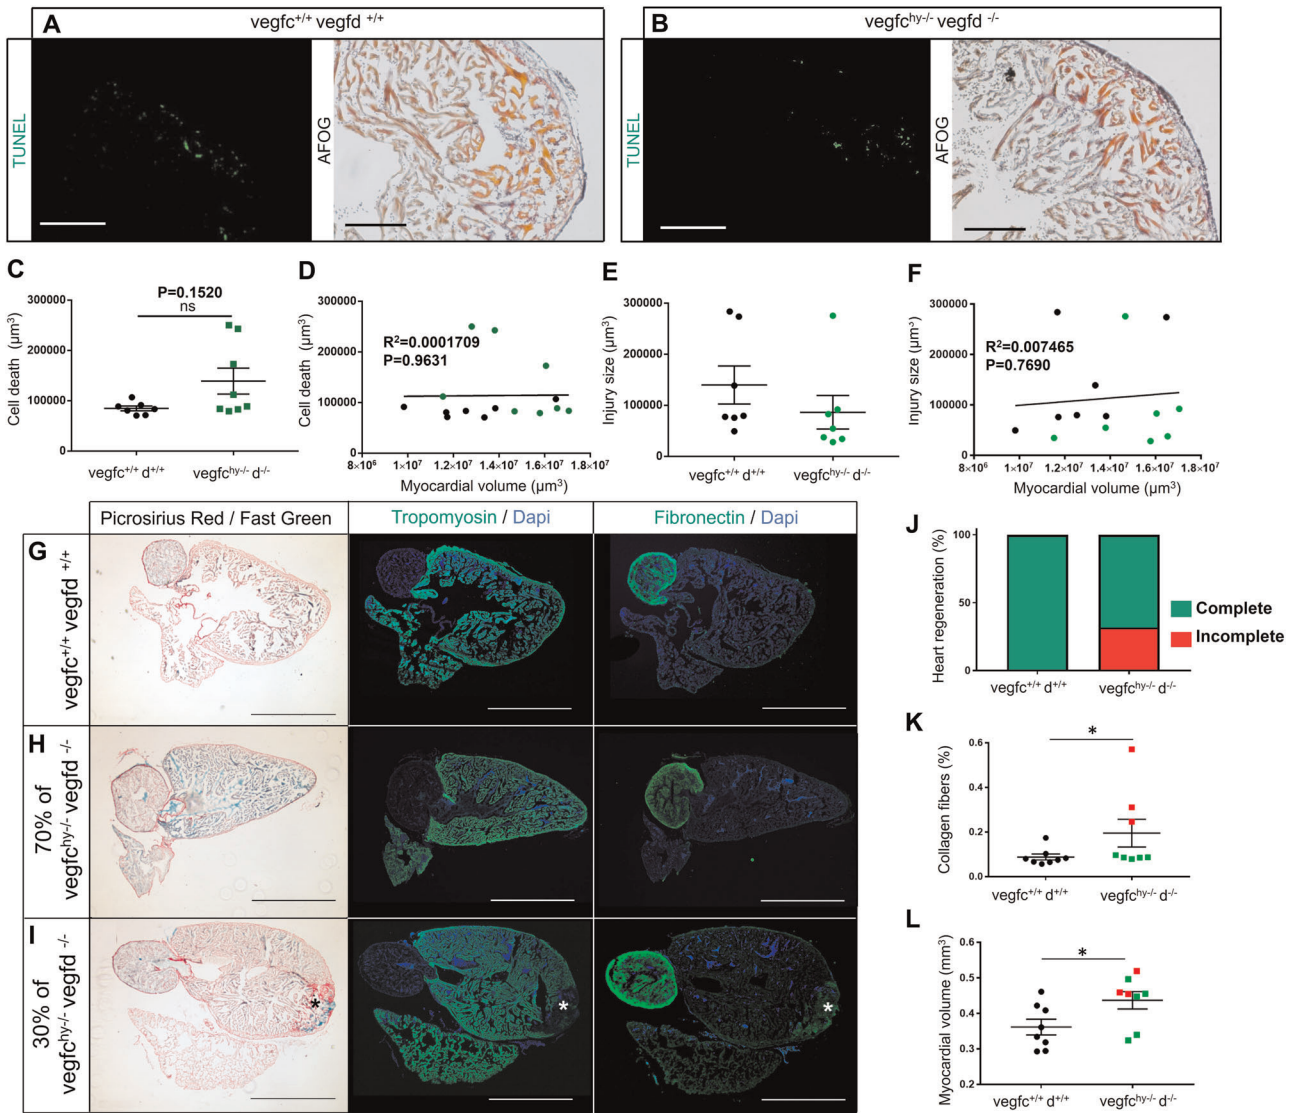 A
vegfc+/+ vegfd +/+
TUNEL
AFOG
B
vegfchy-/- vegfd -/-
TUNEL
AFOG
C
P=0.1520
ns
Cell death (µm3)
300000
200000
100000
0
vegfc+/+ d+/+
vegfchy-/- d-/-
D
R2=0.0001709
P=0.9631
Cell death (µm3)
300000
200000
100000
0
8×10⁶
1×10⁷
1.2×10⁷
1.4×10⁷
1.6×10⁷
1.8×10⁷
Myocardial volume (µm3)
E
Injury size (µm3)
300000
200000
100000
0
vegfc+/+ d+/+
vegfchy-/- d-/-
F
R2=0.007465
P=0.7690
Injury size (µm3)
300000
200000
100000
0
8×10⁶
1×10⁷
1.2×10⁷
1.4×10⁷
1.6×10⁷
1.8×10⁷
Myocardial volume (µm3)
Picrosirius Red / Fast Green
Tropomyosin / Dapi
Fibronectin / Dapi
G
vegfc+/+ vegfd +/+
H
70% of
vegfchy-/- vegfd -/-
I
30% of
vegfchy-/- vegfd -/-
*
*
*
J
Heart regeneration (%)
100
50
0
vegfc+/+ d+/+
vegfchy-/- d-/-
Complete
Incomplete
K
*
Collagen fibers (%)
0.6
0.4
0.2
0.0
vegfc+/+ d+/+
vegfchy-/- d-/-
L
*
Myocardial volume (mm3)
0.6
0.5
0.4
0.3
0.2
vegfc+/+ d+/+
vegfchy-/- d-/-